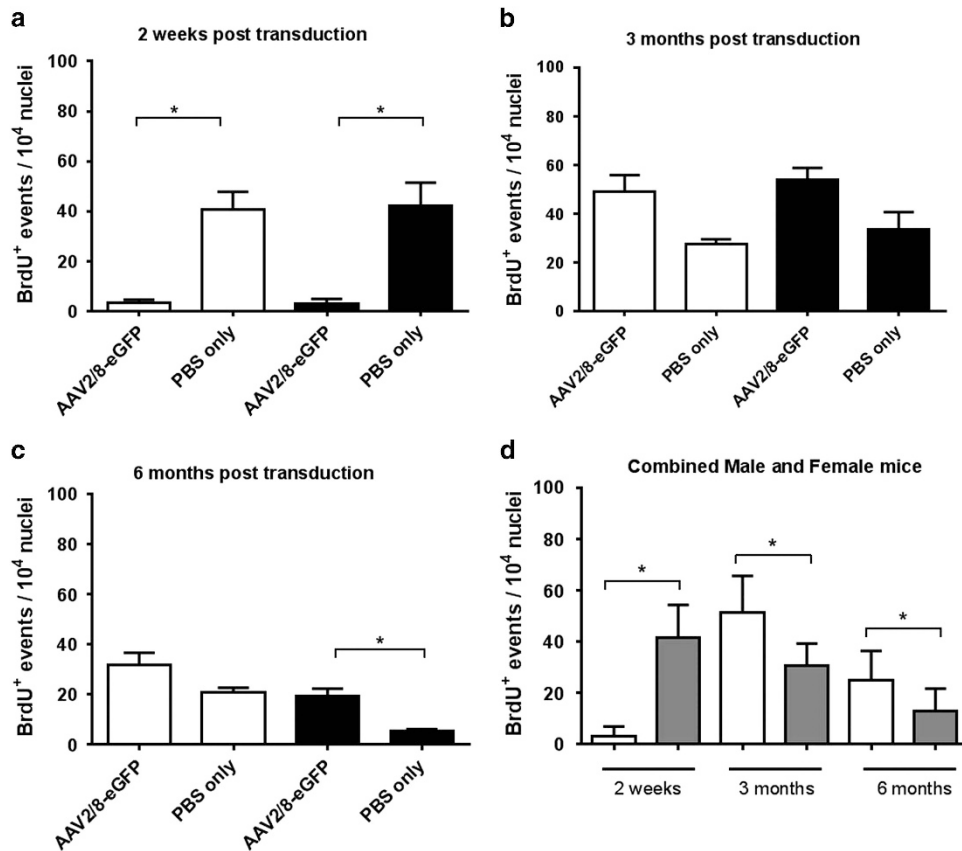 a
2 weeks post transduction
BrdU⁺ events / 10⁴ nuclei
100
80
60
40
20
0
*
*
AAV2/8-eGFP
PBS only
AAV2/8-eGFP
PBS only
b
3 months post transduction
BrdU⁺ events / 10⁴ nuclei
100
80
60
40
20
0
AAV2/8-eGFP
PBS only
AAV2/8-eGFP
PBS only
c
6 months post transduction
BrdU⁺ events / 10⁴ nuclei
100
80
60
40
20
0
*
AAV2/8-eGFP
PBS only
AAV2/8-eGFP
PBS only
d
Combined Male and Female mice
BrdU⁺ events / 10⁴ nuclei
100
80
60
40
20
0
*
*
*
2 weeks
3 months
6 months